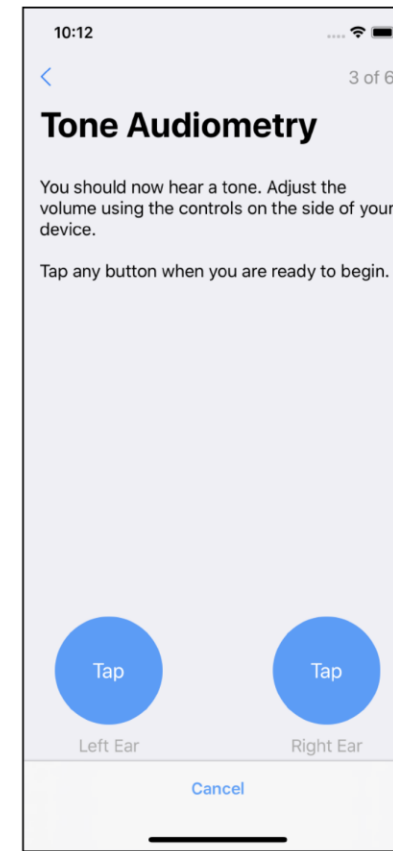 10:12
3 of 6
Tone Audiometry
You should now hear a tone. Adjust the
volume using the controls on the side of your
device.
Tap any button when you are ready to begin.
Tap Tap
Left Ear Right Ear
Cancel